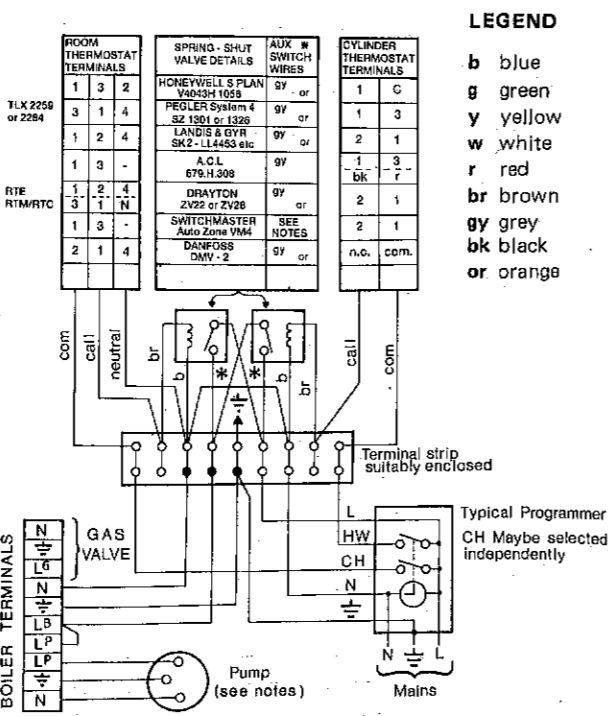 LEGEND
b blue
g green
y yellow
w white
r red
br brown
gy grey
bk black
or orange
ROOM THERMOSTAT TERMINALS
SPRING - SHUT VALVE DETAILS
AUX * SWITCH WIRES
CYLINDER THERMOSTAT TERMINALS
1 3 2
HONEYWELL S PLAN V4043H 1056
gy or
1 C
TLX 2259 or 2284
3 1 4
PEGLER System 4 SZ 1301 or 1326
gy or
1 3
1 2 4
LANDIS & GYR SK2 - LL4453 etc
gy or
2 1
1 3 -
A.C.L 679.H.308
gy
1 3
bk r
RTE RTM/RTC
1 2 4
3 1 N
DRAYTON ZV22 or ZV28
gy or
2 1
1 3 -
SWITCHMASTER Auto Zone VM4
SEE NOTES
2 1
2 1 4
DANFOSS DMV - 2
gy or
n.c. com.
com
call
neutral
br
b
*
*
b
br
call
com
Terminal strip suitably enclosed
BOILER TERMINALS
N
LG
GAS VALVE
N
LB
LP
LP
N
Pump (see notes)
L
HW
CH
N
Typical Programmer
CH Maybe selected independently
N L
Mains